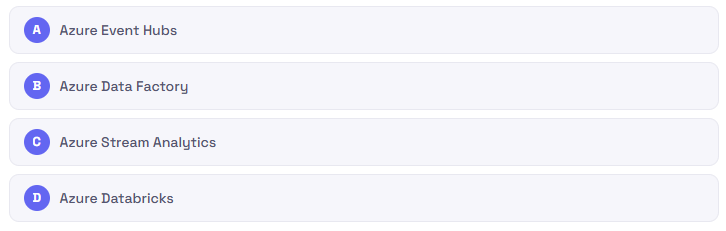 A Azure Event Hubs
B Azure Data Factory
C Azure Stream Analytics
D Azure Databricks